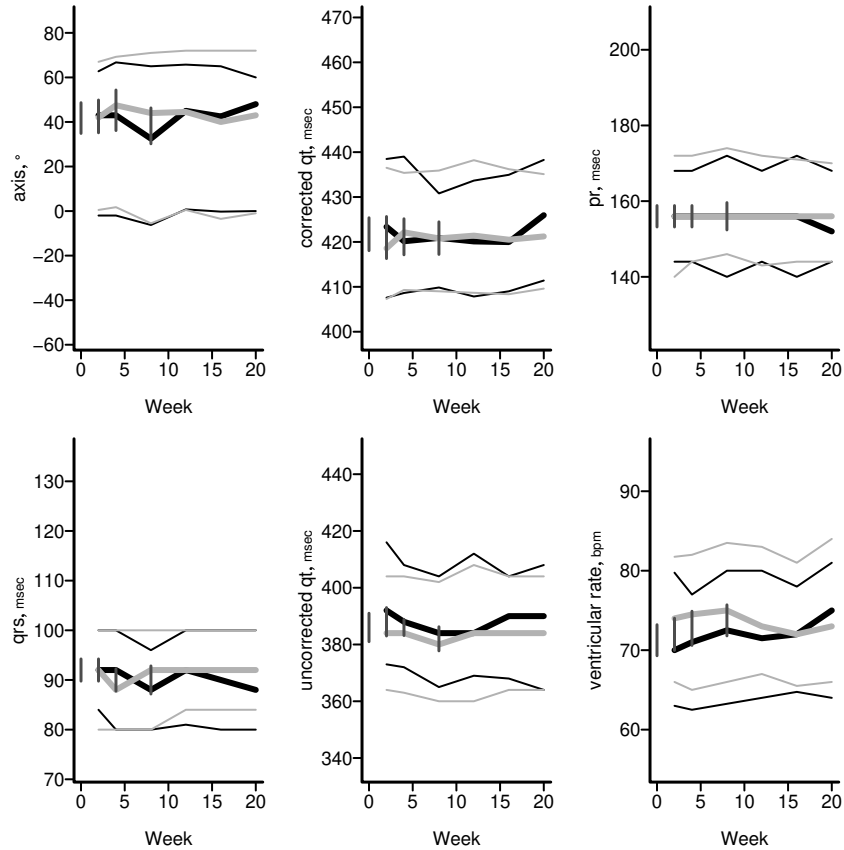 axis, °
80
60
40
20
0
−20
−40
−60
0 5 10 15 20
Week
corrected qt, msec
470
460
450
440
430
420
410
400
0 5 10 15 20
Week
pr, msec
200
180
160
140
0 5 10 15 20
Week
qrs, msec
130
120
110
100
90
80
70
0 5 10 15 20
Week
uncorrected qt, msec
440
420
400
380
360
340
0 5 10 15 20
Week
ventricular rate, bpm
90
80
70
60
0 5 10 15 20
Week